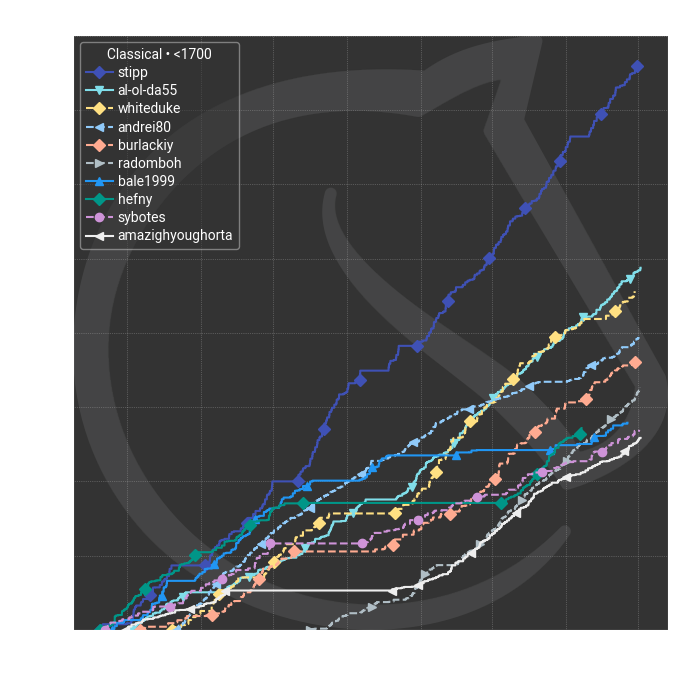 Classical • <1700
stipp
al-ol-da55
whiteduke
andrei80
burlackiy
radomboh
bale1999
hefny
sybotes
amazighyoughorta